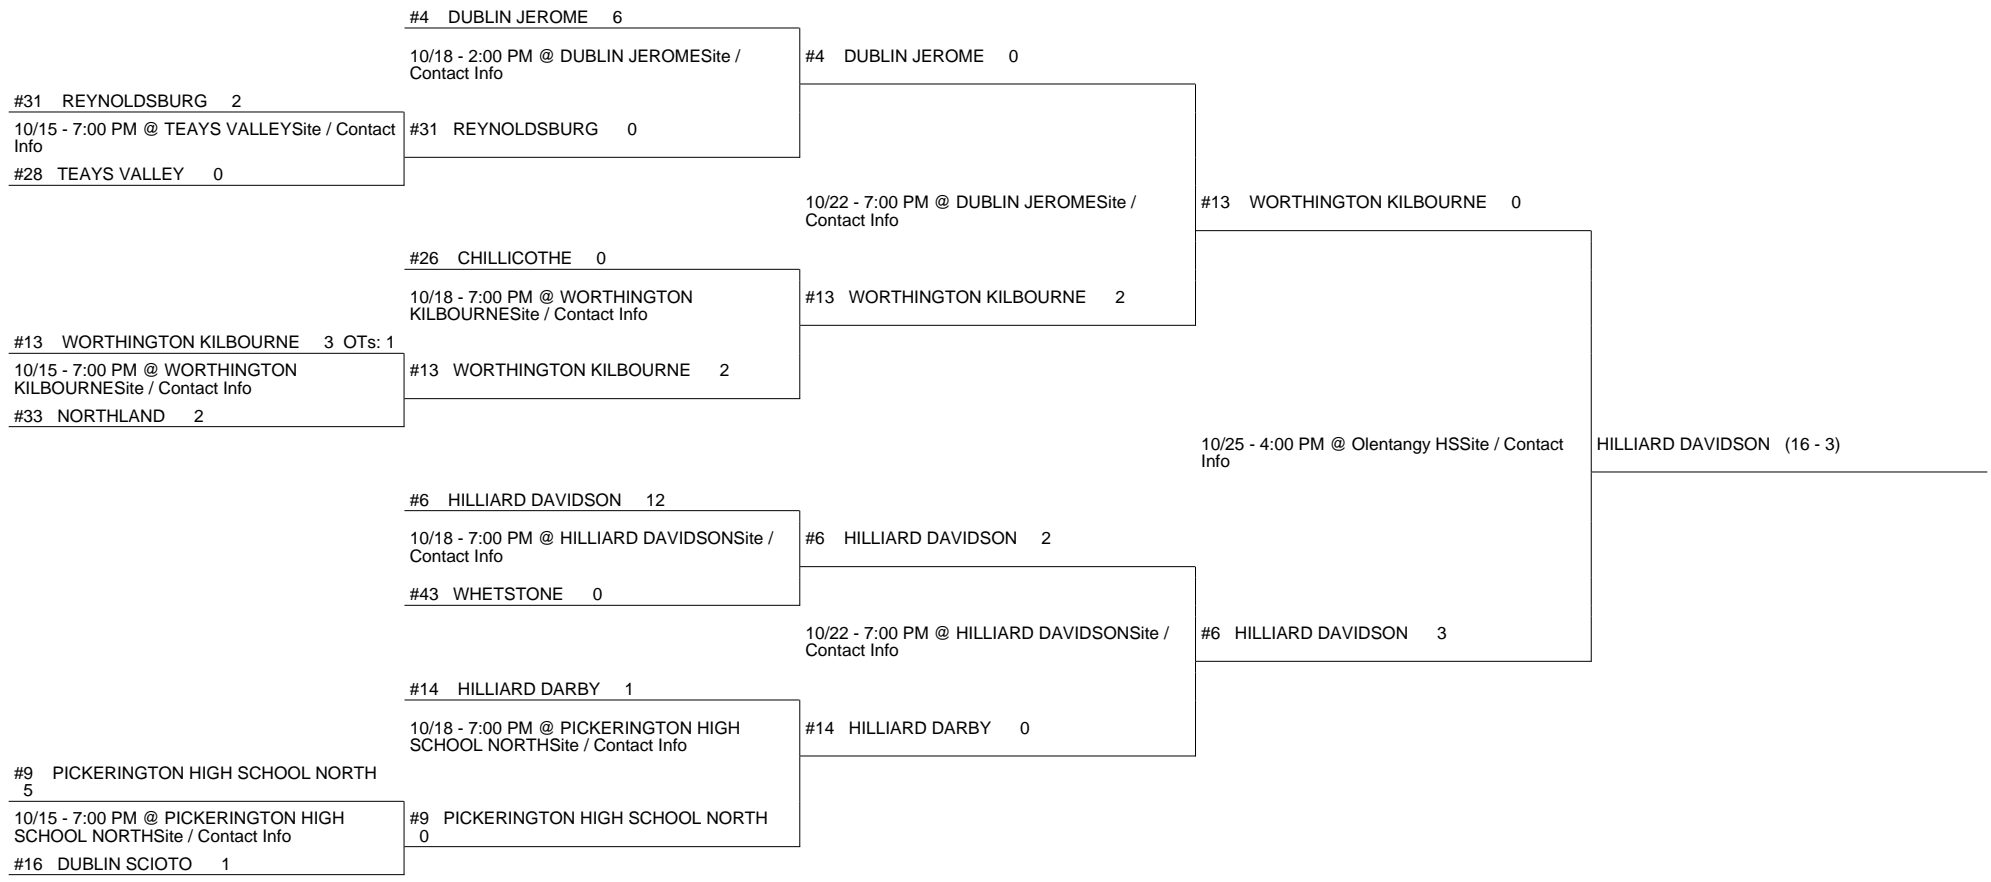 #4 DUBLIN JEROME 6
10/18 - 2:00 PM @ DUBLIN JEROMESite /
Contact Info
#4 DUBLIN JEROME 0
#31 REYNOLDSBURG 2
10/15 - 7:00 PM @ TEAYS VALLEYSite / Contact
Info
#31 REYNOLDSBURG 0
#28 TEAYS VALLEY 0
10/22 - 7:00 PM @ DUBLIN JEROMESite /
Contact Info
#13 WORTHINGTON KILBOURNE 0
#26 CHILLICOTHE 0
10/18 - 7:00 PM @ WORTHINGTON
KILBOURNESite / Contact Info
#13 WORTHINGTON KILBOURNE 2
#13 WORTHINGTON KILBOURNE 3 OTs: 1
10/15 - 7:00 PM @ WORTHINGTON
KILBOURNESite / Contact Info
#13 WORTHINGTON KILBOURNE 2
#33 NORTHLAND 2
10/25 - 4:00 PM @ Olentangy HSSite / Contact
Info
HILLIARD DAVIDSON (16 - 3)
#6 HILLIARD DAVIDSON 12
10/18 - 7:00 PM @ HILLIARD DAVIDSONSite /
Contact Info
#6 HILLIARD DAVIDSON 2
#43 WHETSTONE 0
10/22 - 7:00 PM @ HILLIARD DAVIDSONSite /
Contact Info
#6 HILLIARD DAVIDSON 3
#14 HILLIARD DARBY 1
10/18 - 7:00 PM @ PICKERINGTON HIGH
SCHOOL NORTHSite / Contact Info
#14 HILLIARD DARBY 0
#9 PICKERINGTON HIGH SCHOOL NORTH
5
10/15 - 7:00 PM @ PICKERINGTON HIGH
SCHOOL NORTHSite / Contact Info
#9 PICKERINGTON HIGH SCHOOL NORTH
0
#16 DUBLIN SCIOTO 1